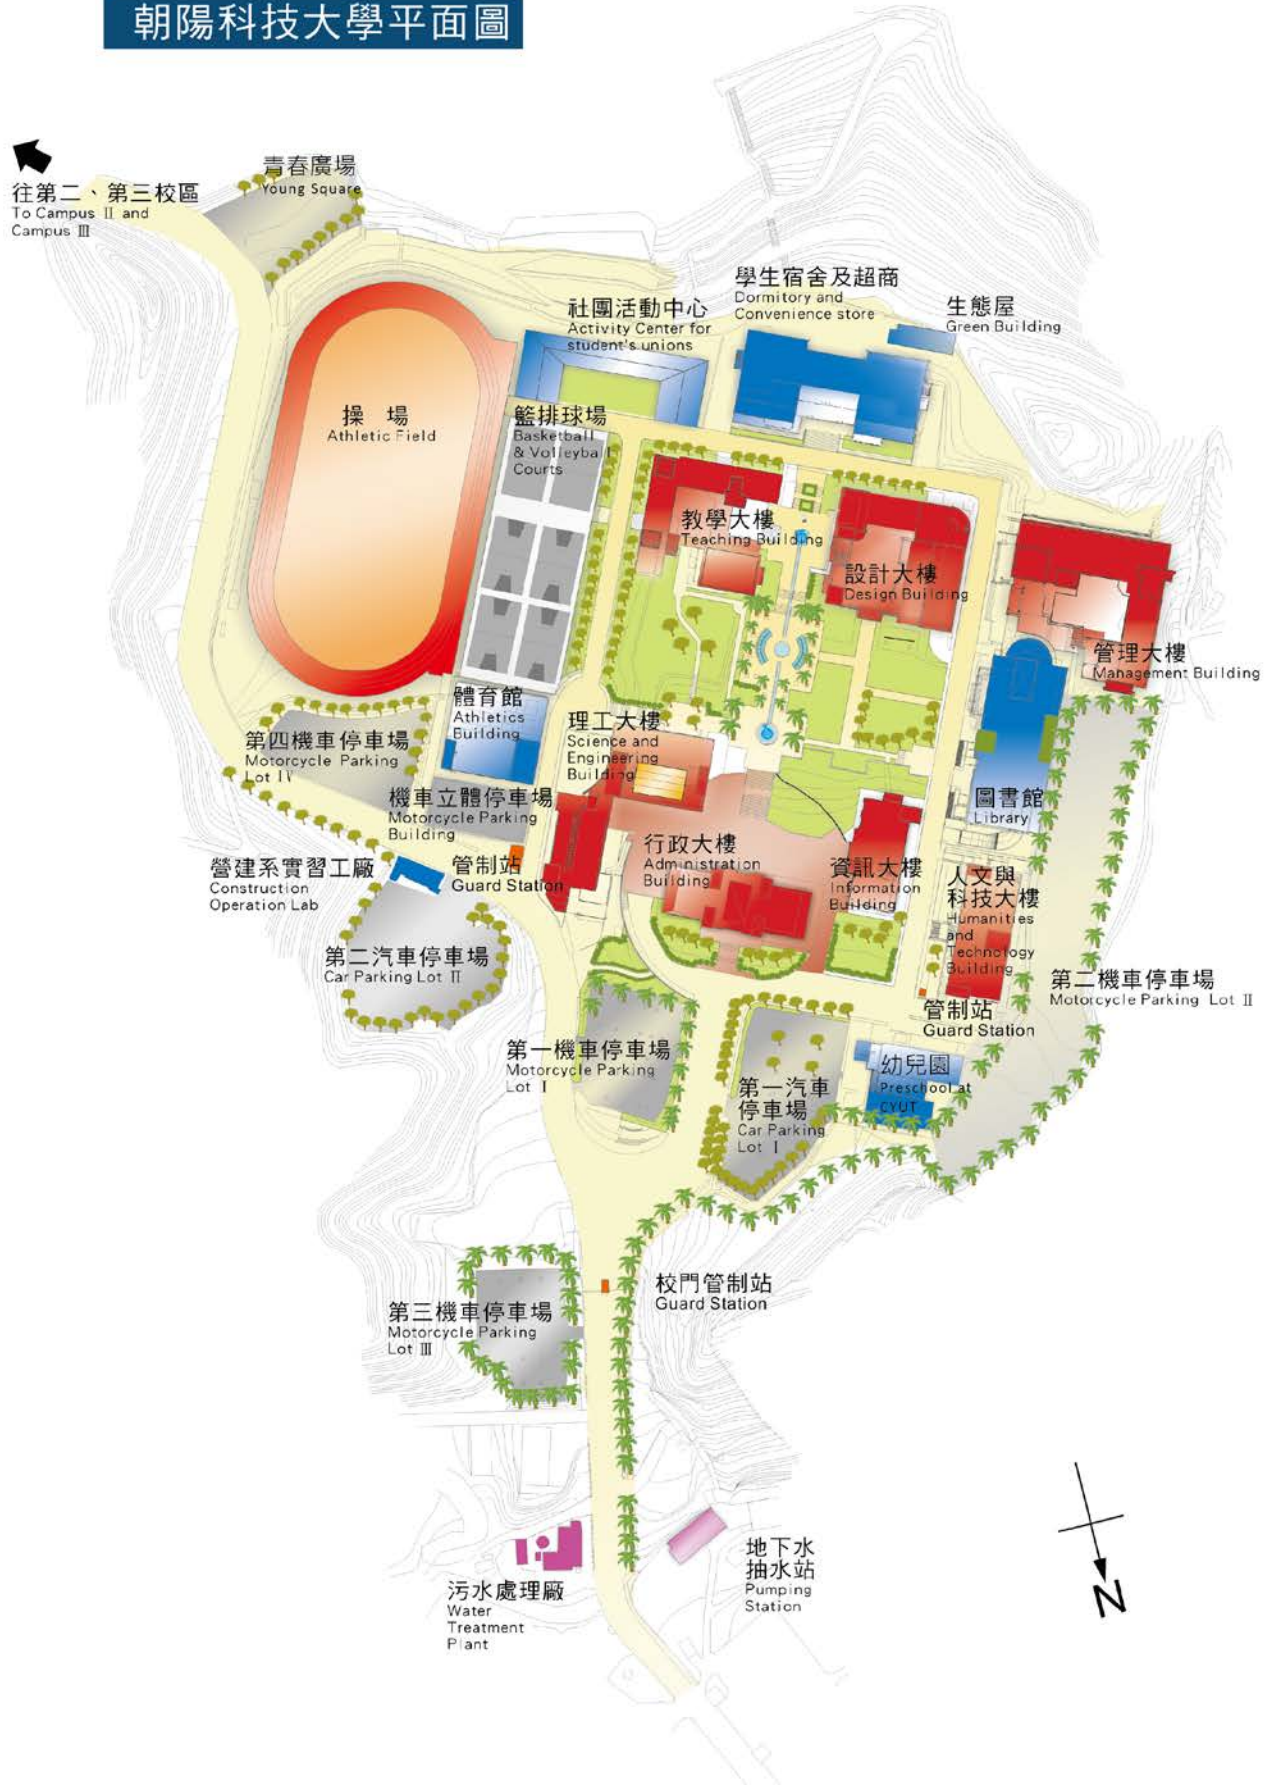 朝陽科技大學平面圖
青春廣場
Young Square
往第二、第三校區
To Campus Ⅱ and
Campus Ⅲ
學生宿舍及超商
Dormitory and
Convenience store
生態屋
Green Building
社團活動中心
Activity Center for
student's unions
操 場
Athletic Field
籃排球場
Basketball
& Volleyball
Courts
教學大樓
Teaching Building
設計大樓
Design Building
管理大樓
Management Building
體育館
Athletics
Building
理工大樓
Science and
Engineering
Building
第四機車停車場
Motorcycle Parking
Lot Ⅳ
機車立體停車場
Motorcycle Parking
Building
圖書館
Library
營建系實習工廠
Construction
Operation Lab
管制站
Guard Station
行政大樓
Administration
Building
資訊大樓
Information
Building
人文與
科技大樓
Humanities
and
Technology
Building
第二汽車停車場
Car Parking Lot Ⅱ
第二機車停車場
Motorcycle Parking Lot Ⅱ
管制站
Guard Station
第一機車停車場
Motorcycle Parking
Lot Ⅰ
第一汽車
停車場
Car Parking
Lot Ⅰ
幼兒園
Preschool at
CYUT
校門管制站
Guard Station
第三機車停車場
Motorcycle Parking
Lot Ⅲ
污水處理廠
Water
Treatment
Plant
地下水
抽水站
Pumping
Station
N